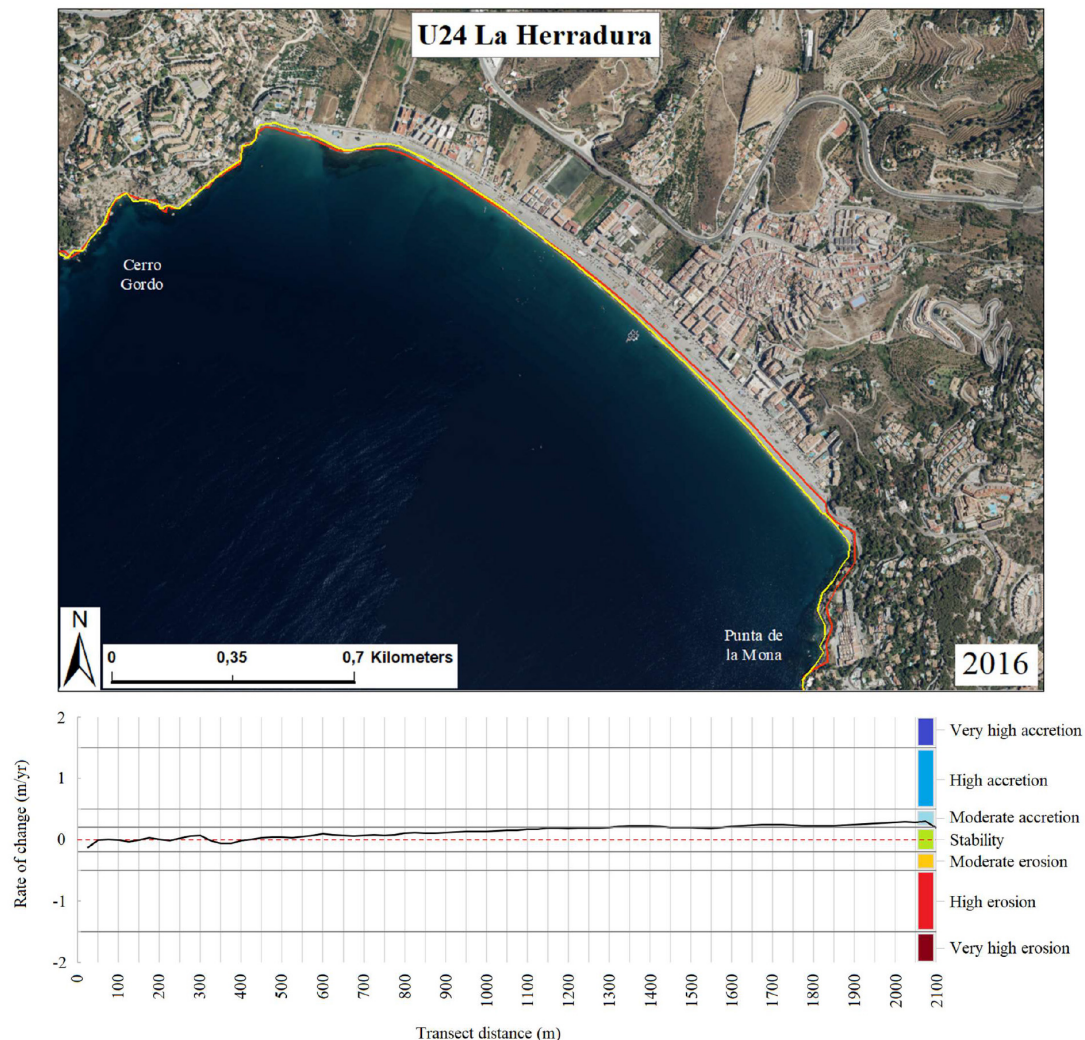 U24 La Herradura
Cerro
Gordo
Punta de
la Mona
N
0 0,35 0,7 Kilometers
2016
Rate of change (m/yr)
2
1
0
-1
-2
Very high accretion
High accretion
Moderate accretion
Stability
Moderate erosion
High erosion
Very high erosion
0 100 200 300 400 500 600 700 800 900 1000 1100 1200 1300 1400 1500 1600 1700 1800 1900 2000 2100
Transect distance (m)